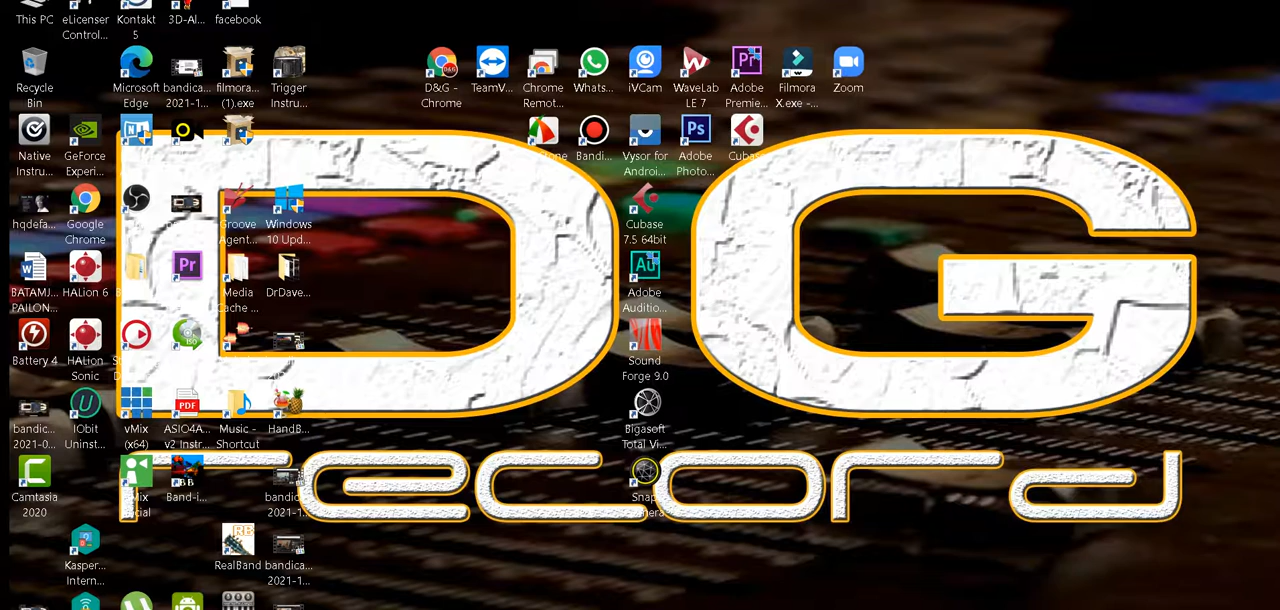 This PC
eLicenser
Contro...
Kontakt
5
3D-Al...
facebook
Recycle
Bin
Microsoft
Edge
bandica...
2021-1...
filmora...
(1).exe
Trigger
Instru...
D&G -
Chrome
TeamV...
Chrome
Remot...
Whats...
iVCam
WaveLab
LE 7
Adobe
Premie...
Filmora
X.exe -...
Zoom
Native
Instru...
GeForce
Experi...
Bandi...
Vysor for
Androi...
Adobe
Photo...
hqdefa...
Google
Chrome
Groove
Agent...
Windows
10 Upd...
Cubase
7.5 64bit
BATAMJ...
PAILON...
HALion 6
Media
Cache ...
DrDave...
Adobe
Auditio...
Battery 4
HALion
Sonic
Sound
Forge 9.0
bandic...
2021-0...
IObit
Uninst...
vMix
(x64)
ASIO4A...
v2 Instr...
Music -
Shortcut
HandB...
Bigasoft
Total Vi...
Camtasia
2020
Band-i...
bandica...
2021-1...
Snap
Kasper...
Intern...
RealBand
bandica...
2021-1...
DG
record